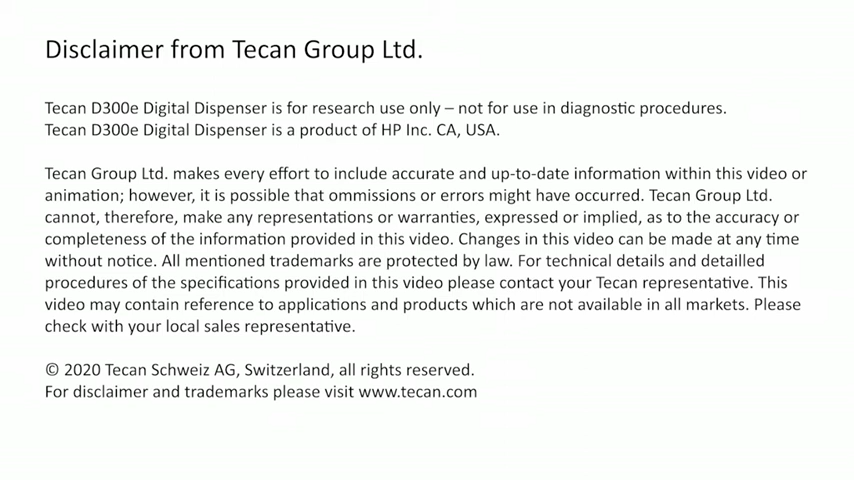 Disclaimer from Tecan Group Ltd.
Tecan D300e Digital Dispenser is for research use only – not for use in diagnostic procedures.
Tecan D300e Digital Dispenser is a product of HP Inc. CA, USA.
Tecan Group Ltd. makes every effort to include accurate and up-to-date information within this video or
animation; however, it is possible that ommissions or errors might have occurred. Tecan Group Ltd.
cannot, therefore, make any representations or warranties, expressed or implied, as to the accuracy or
completeness of the information provided in this video. Changes in this video can be made at any time
without notice. All mentioned trademarks are protected by law. For technical details and detailled
procedures of the specifications provided in this video please contact your Tecan representative. This
video may contain reference to applications and products which are not available in all markets. Please
check with your local sales representative.
© 2020 Tecan Schweiz AG, Switzerland, all rights reserved.
For disclaimer and trademarks please visit www.tecan.com